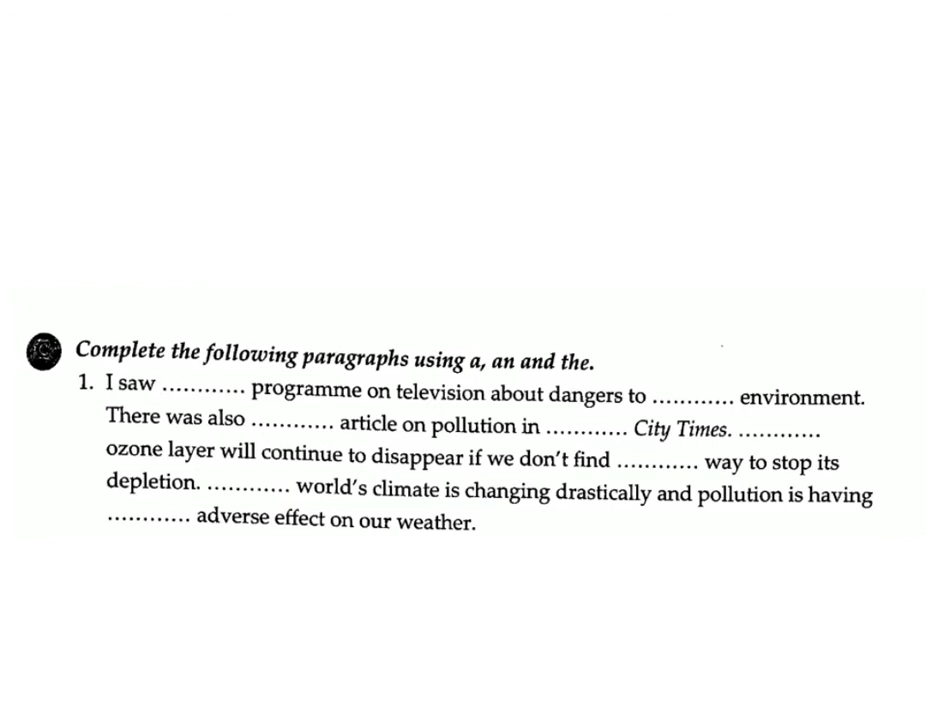 C Complete the following paragraphs using a, an and the.
1. I saw ............ programme on television about dangers to ............ environment.
There was also ............ article on pollution in ............ City Times. ............
ozone layer will continue to disappear if we don't find ............ way to stop its
depletion. ............ world's climate is changing drastically and pollution is having
............ adverse effect on our weather.